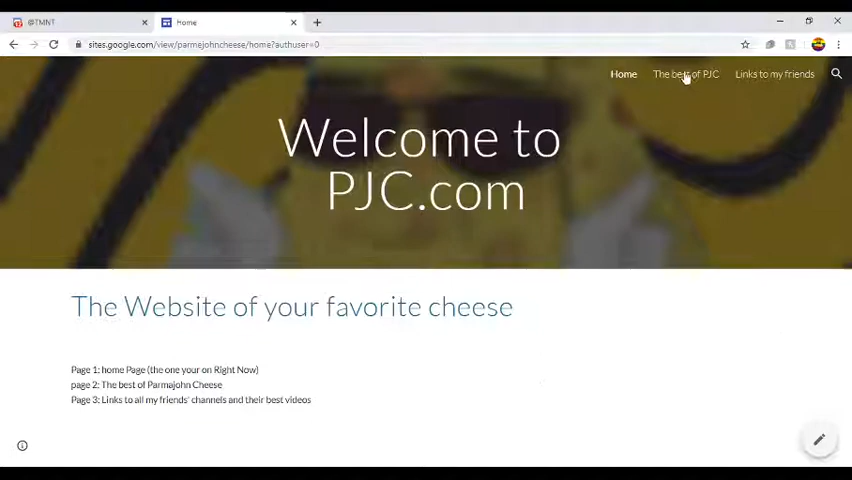 @TMNT
Home
sites.google.com/view/parmejohncheese/home?authuser=0
Home The best of PJC Links to my friends
Welcome to
PJC.com
The Website of your favorite cheese
Page 1: home Page (the one your on Right Now)
page 2: The best of Parmajohn Cheese
Page 3: Links to all my friends' channels and their best videos